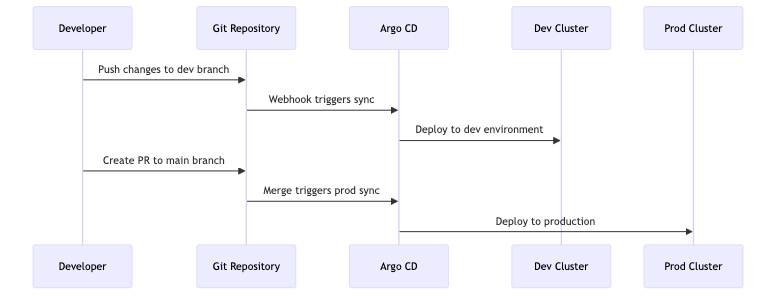 Developer
Git Repository
Argo CD
Dev Cluster
Prod Cluster
Push changes to dev branch
Webhook triggers sync
Deploy to dev environment
Create PR to main branch
Merge triggers prod sync
Deploy to production
Developer
Git Repository
Argo CD
Dev Cluster
Prod Cluster